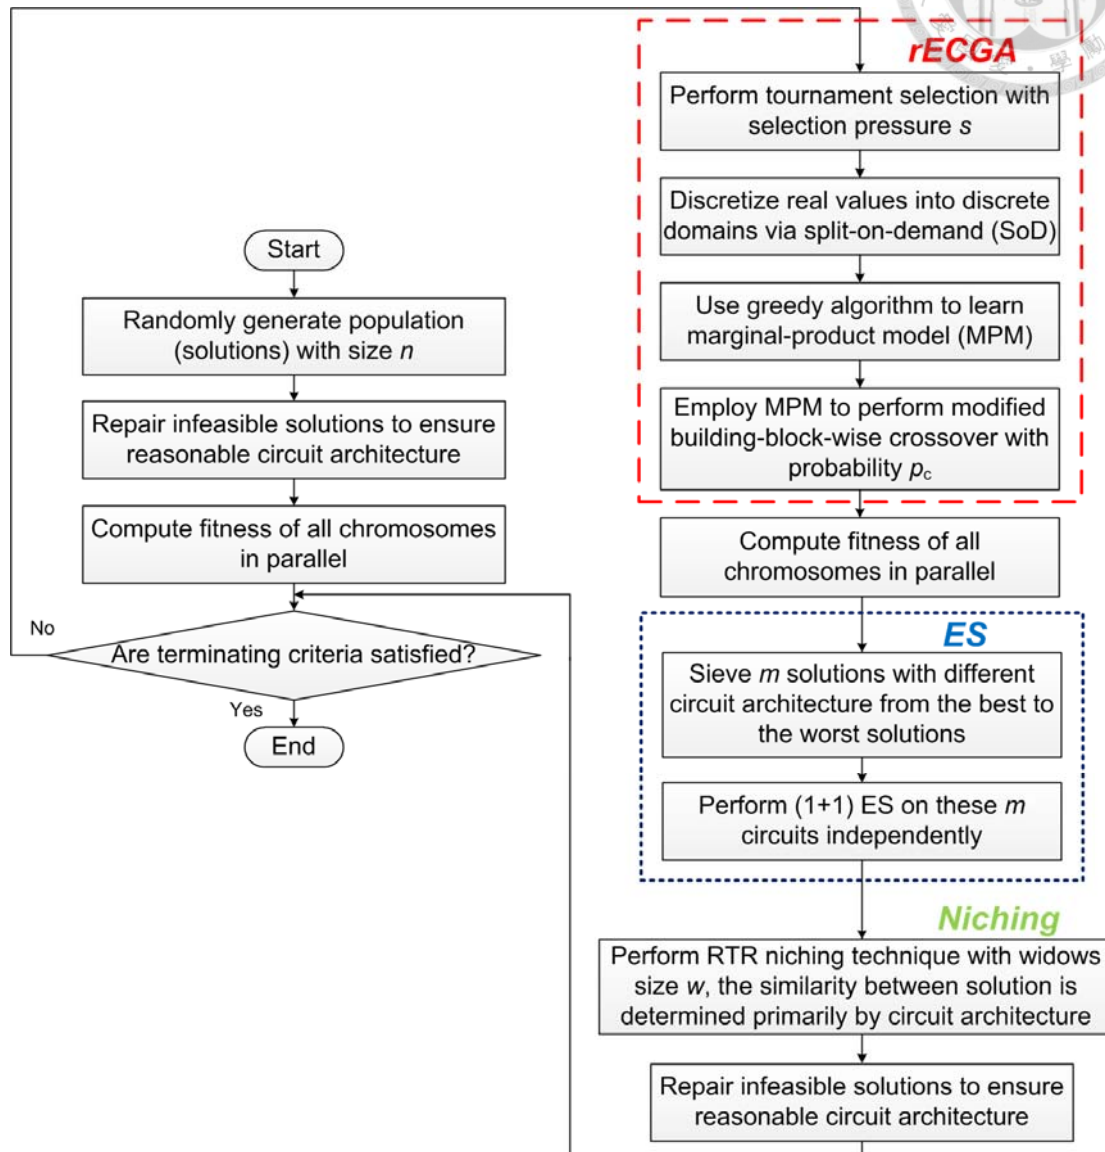 Start
Randomly generate population
(solutions) with size n
Repair infeasible solutions to ensure
reasonable circuit architecture
Compute fitness of all chromosomes
in parallel
No
Are terminating criteria satisfied?
Yes
End
rECGA
Perform tournament selection with
selection pressure s
Discretize real values into discrete
domains via split-on-demand (SoD)
Use greedy algorithm to learn
marginal-product model (MPM)
Employ MPM to perform modified
building-block-wise crossover with
probability pc
Compute fitness of all
chromosomes in parallel
ES
Sieve m solutions with different
circuit architecture from the best to
the worst solutions
Perform (1+1) ES on these m
circuits independently
Niching
Perform RTR niching technique with widows
size w, the similarity between solution is
determined primarily by circuit architecture
Repair infeasible solutions to ensure
reasonable circuit architecture